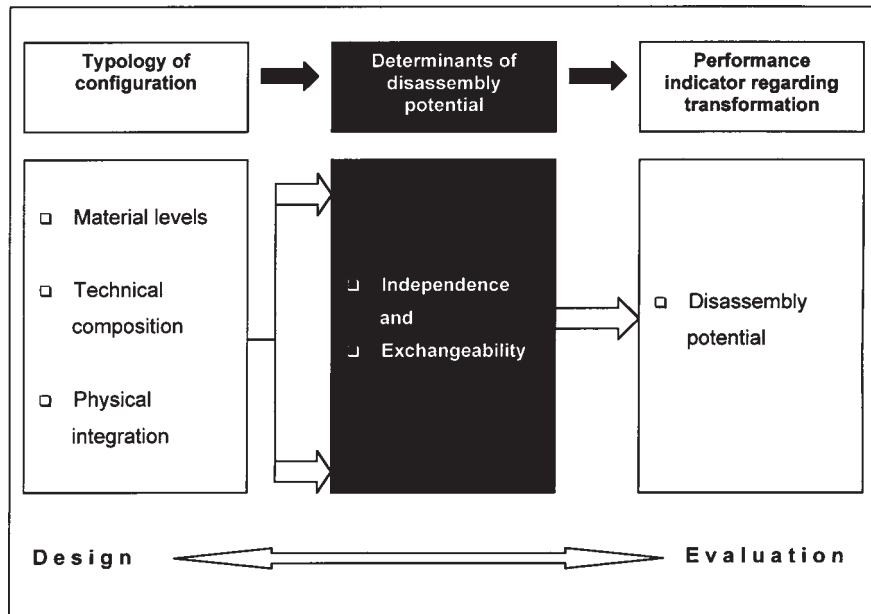 Typology of
configuration
Determinants of
disassembly
potential
Performance
indicator regarding
transformation
Material levels
Technical
composition
Physical
integration
Independence
and
Exchangeability
Disassembly
potential
Design
Evaluation